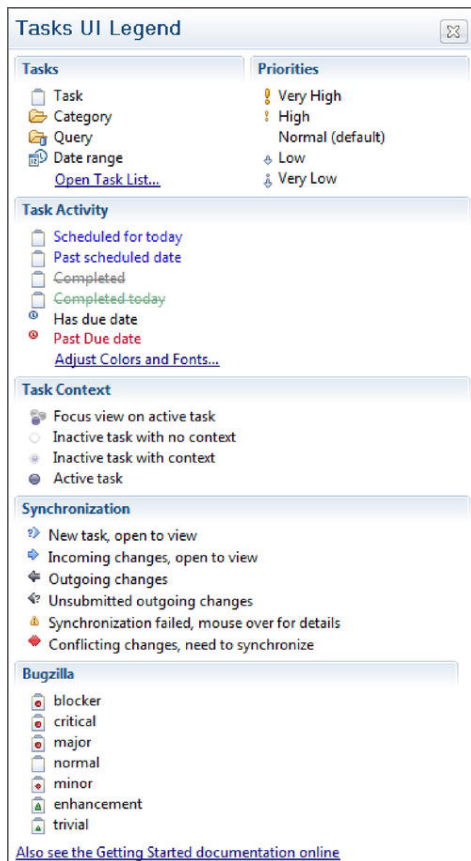 Tasks UI Legend
Tasks
Task
Category
Query
Date range
Open Task List...
Priorities
Very High
High
Normal (default)
Low
Very Low
Task Activity
Scheduled for today
Past scheduled date
Completed
Completed today
Has due date
Past Due date
Adjust Colors and Fonts...
Task Context
Focus view on active task
Inactive task with no context
Inactive task with context
Active task
Synchronization
New task, open to view
Incoming changes, open to view
Outgoing changes
Unsubmitted outgoing changes
Synchronization failed, mouse over for details
Conflicting changes, need to synchronize
Bugzilla
blocker
critical
major
normal
minor
enhancement
trivial
Also see the Getting Started documentation online